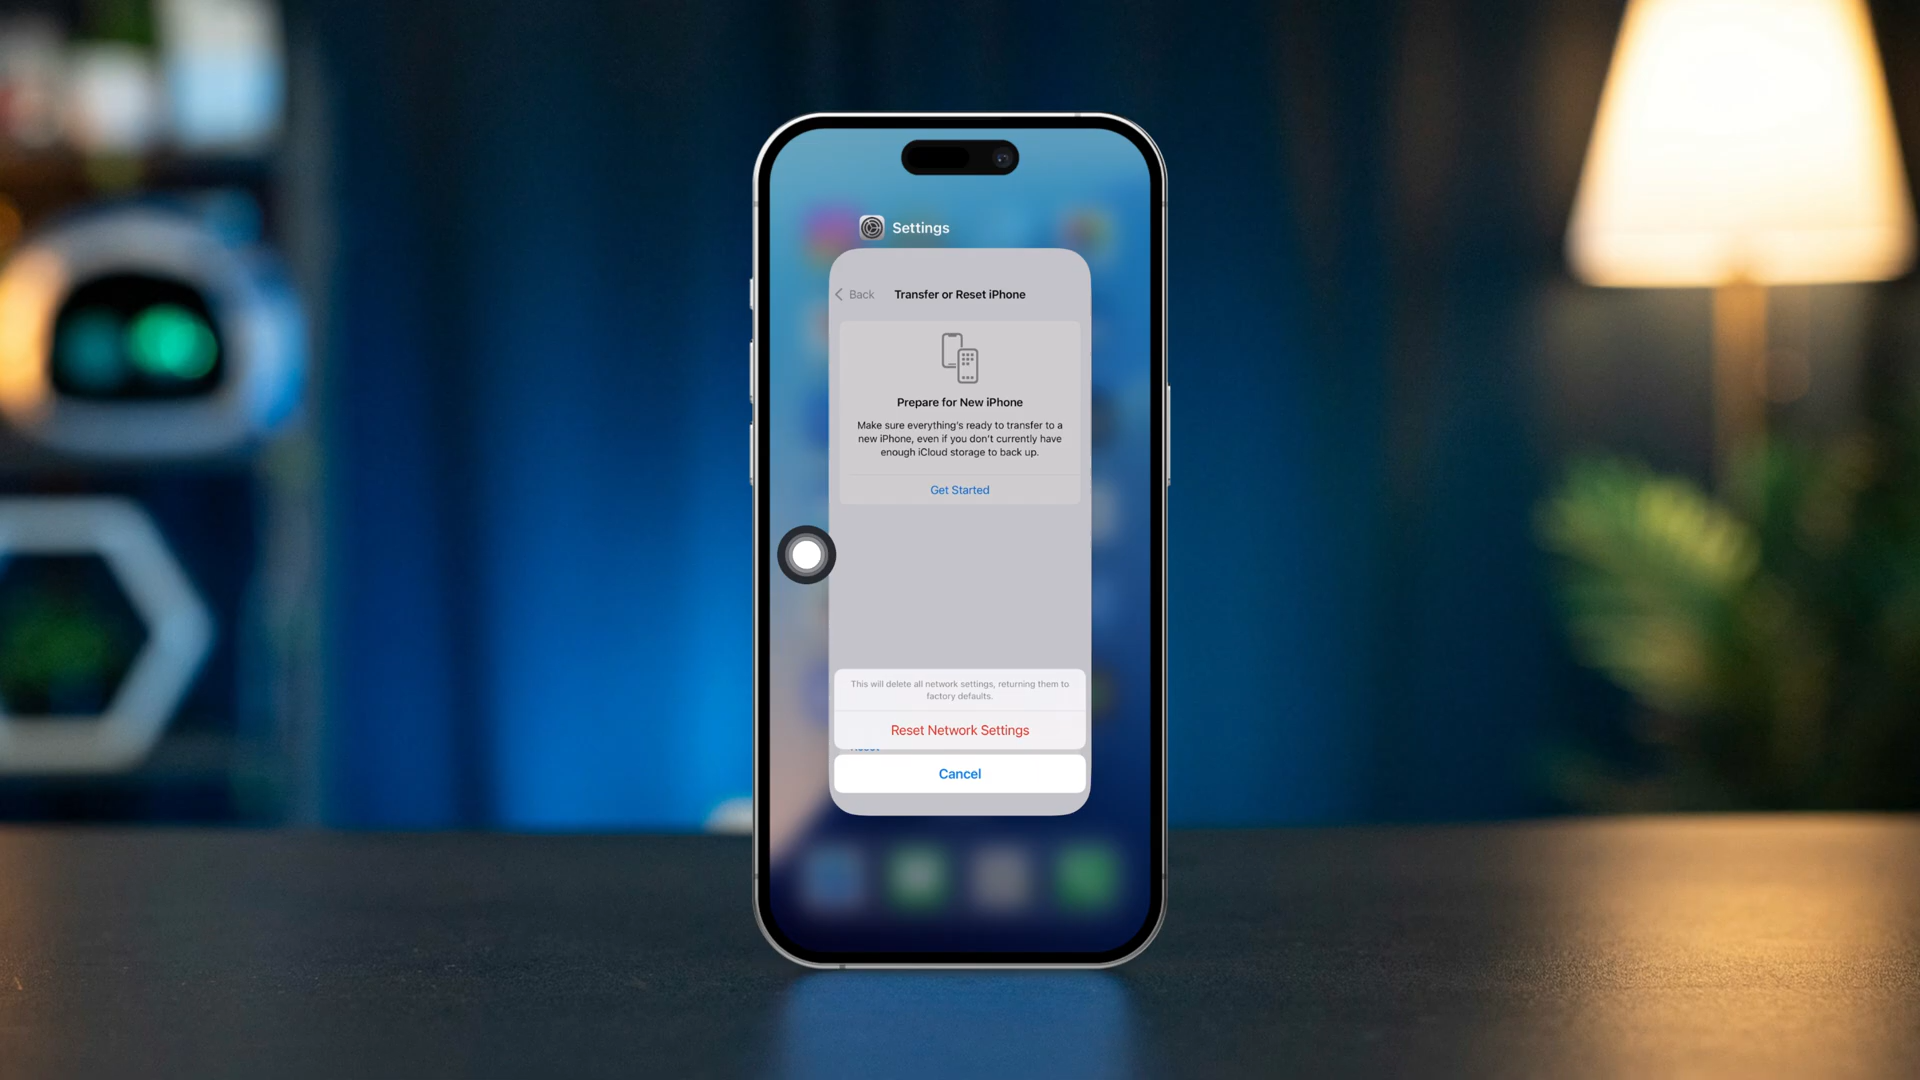 Settings
Back
Transfer or Reset iPhone
Prepare for New iPhone
Make sure everything's ready to transfer to a
new iPhone, even if you don't currently have
enough iCloud storage to back up.
Get Started
This will delete all network settings, returning them to
factory defaults.
Reset Network Settings
Reset
Cancel